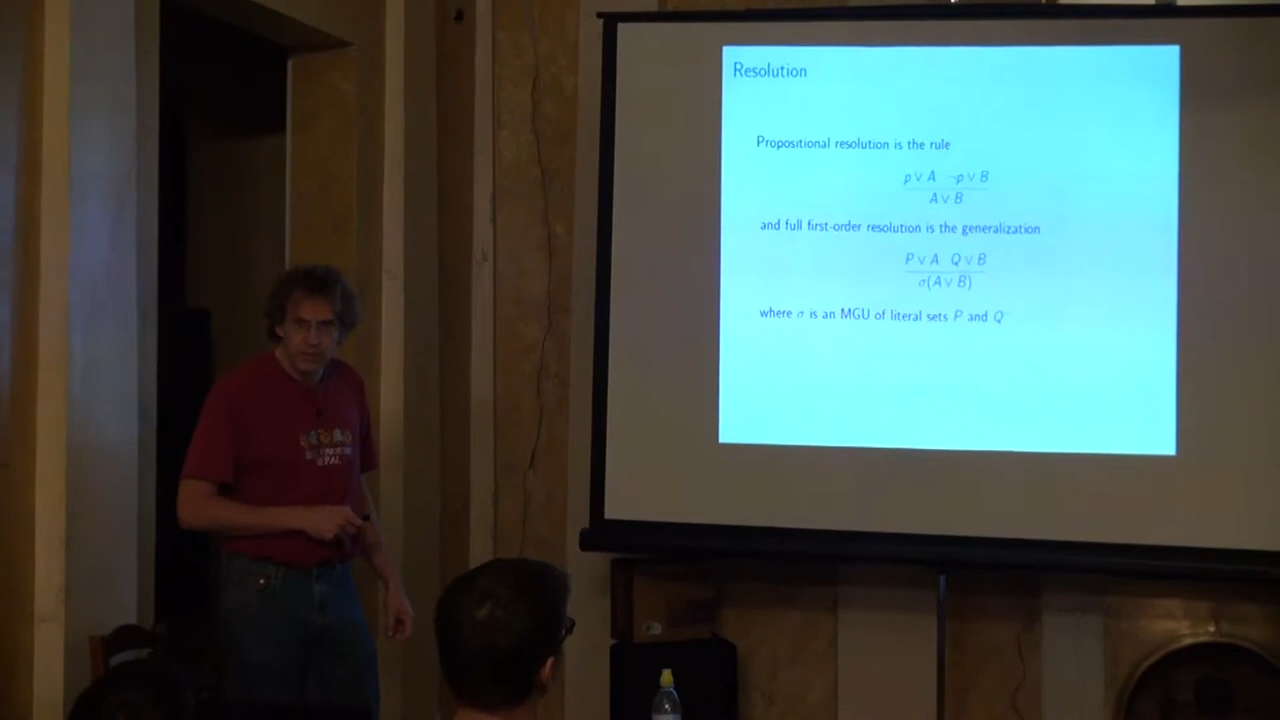 Resolution
Propositional resolution is the rule
p ∨ A ¬p ∨ B
A ∨ B
and full first-order resolution is the generalization
P ∨ A Q ∨ B
σ(A ∨ B)
where σ is an MGU of literal sets P and Q⁻